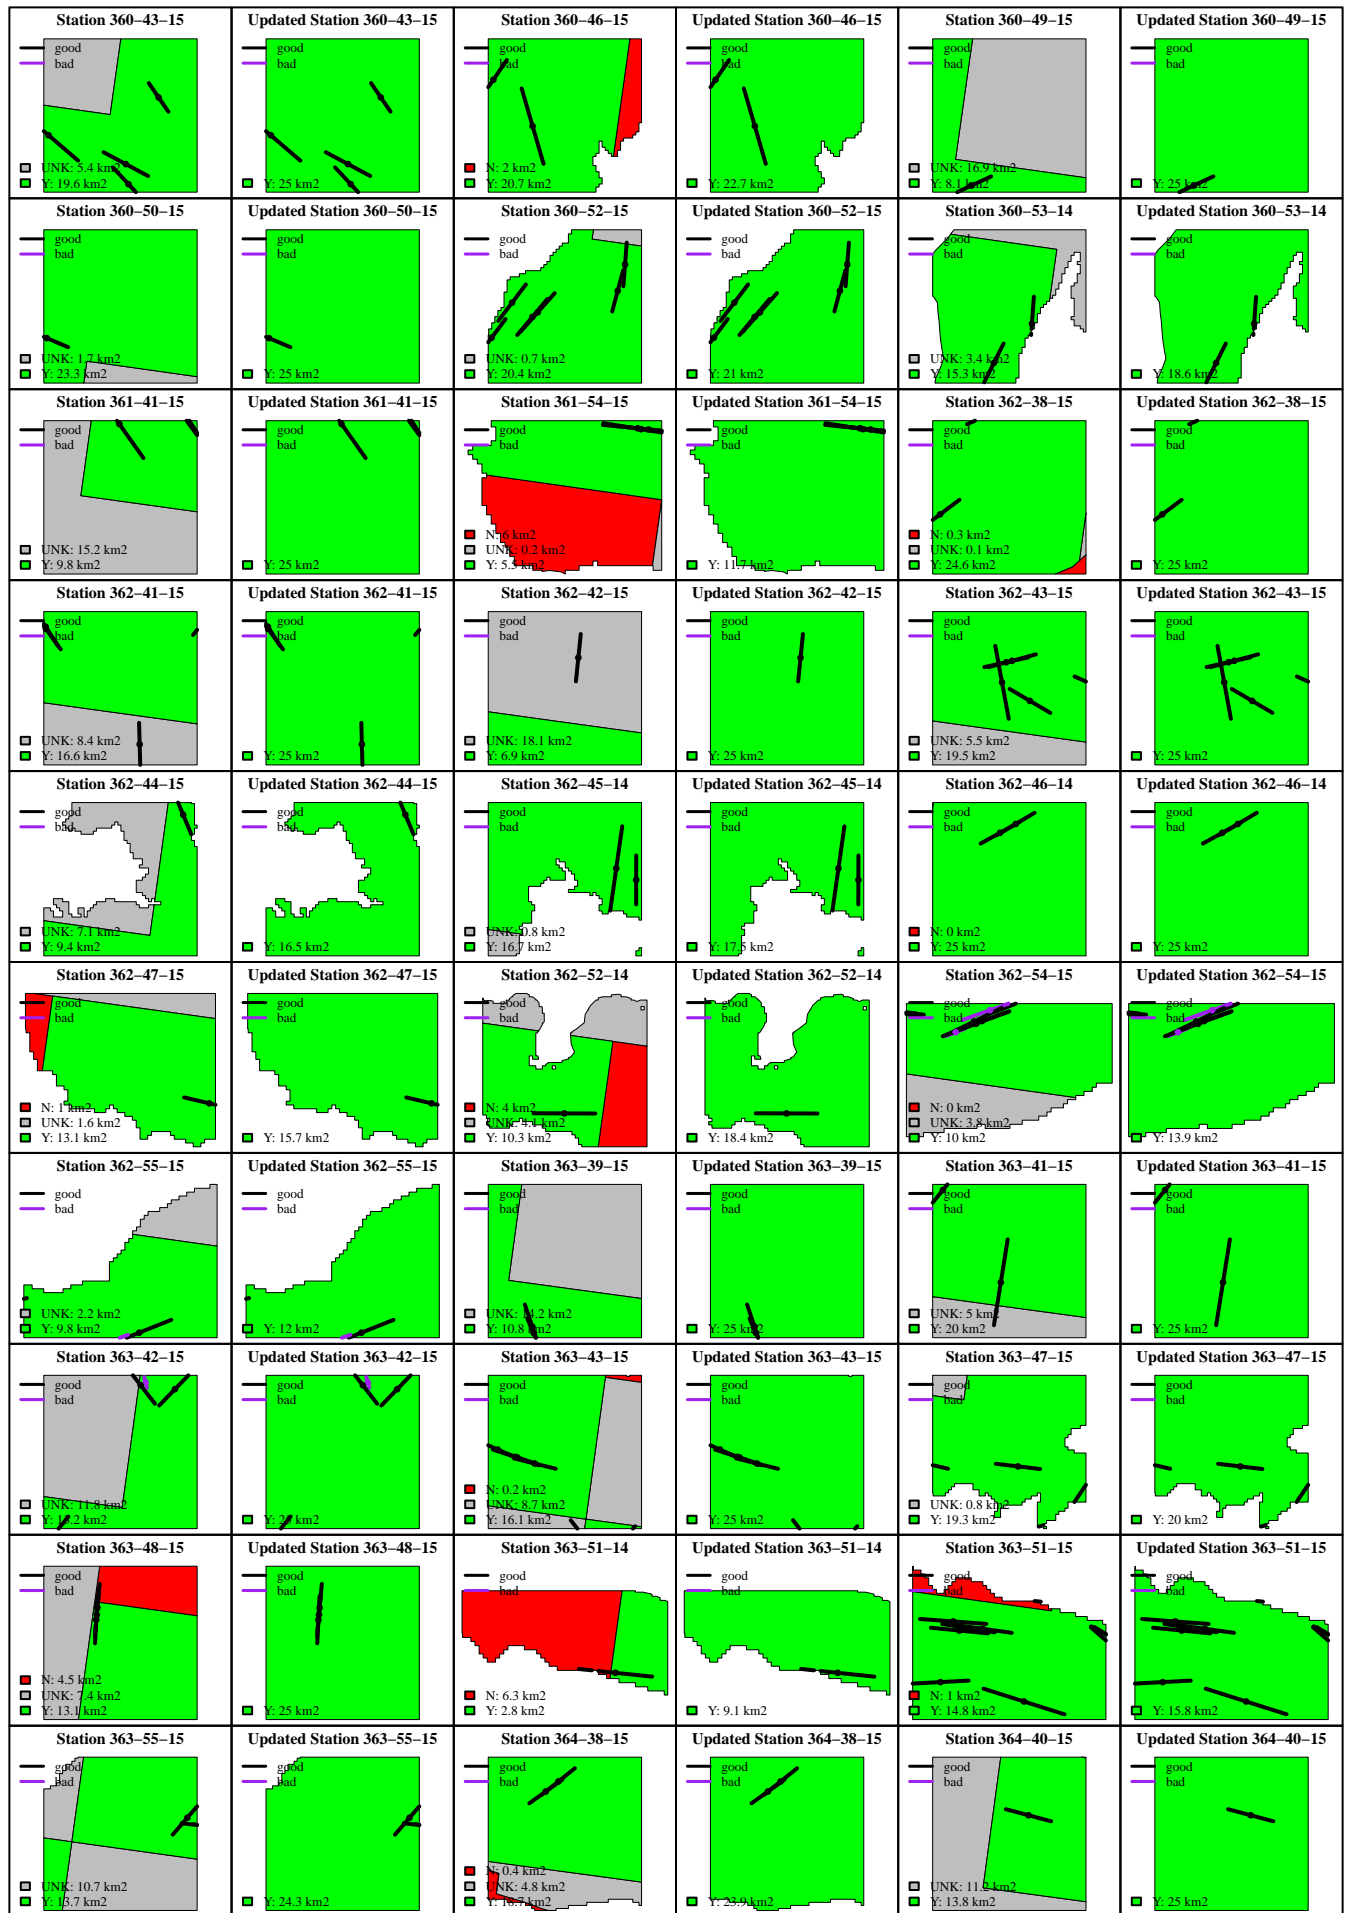 Station 360−43−15
good
bad
UNK: 5.4 km2
Y: 19.6 km2
Updated Station 360−43−15
good
bad
Y: 25 km2
Station 360−46−15
good
bad
N: 2 km2
Y: 20.7 km2
Updated Station 360−46−15
good
bad
Y: 22.7 km2
Station 360−49−15
good
bad
UNK: 16.9 km2
Y: 8.1 km2
Updated Station 360−49−15
good
bad
Y: 25 km2
Station 360−50−15
good
bad
UNK: 1.7 km2
Y: 23.3 km2
Updated Station 360−50−15
good
bad
Y: 25 km2
Station 360−52−15
good
bad
UNK: 0.7 km2
Y: 20.4 km2
Updated Station 360−52−15
good
bad
Y: 21 km2
Station 360−53−14
good
bad
UNK: 3.4 km2
Y: 15.3 km2
Updated Station 360−53−14
good
bad
Y: 18.6 km2
Station 361−41−15
good
bad
UNK: 15.2 km2
Y: 9.8 km2
Updated Station 361−41−15
good
bad
Y: 25 km2
Station 361−54−15
good
bad
N: 6 km2
UNK: 0.2 km2
Y: 5.5 km2
Updated Station 361−54−15
good
bad
Y: 11.7 km2
Station 362−38−15
good
bad
N: 0.3 km2
UNK: 0.1 km2
Y: 24.6 km2
Updated Station 362−38−15
good
bad
Y: 25 km2
Station 362−41−15
good
bad
UNK: 8.4 km2
Y: 16.6 km2
Updated Station 362−41−15
good
bad
Y: 25 km2
Station 362−42−15
good
bad
UNK: 18.1 km2
Y: 6.9 km2
Updated Station 362−42−15
good
bad
Y: 25 km2
Station 362−43−15
good
bad
UNK: 5.5 km2
Y: 19.5 km2
Updated Station 362−43−15
good
bad
Y: 25 km2
Station 362−44−15
good
bad
UNK: 7.1 km2
Y: 9.4 km2
Updated Station 362−44−15
good
bad
Y: 16.5 km2
Station 362−45−14
good
bad
UNK: 0.8 km2
Y: 16.7 km2
Updated Station 362−45−14
good
bad
Y: 17.5 km2
Station 362−46−14
good
bad
N: 0 km2
Y: 25 km2
Updated Station 362−46−14
good
bad
Y: 25 km2
Station 362−47−15
good
bad
N: 1 km2
UNK: 1.6 km2
Y: 13.1 km2
Updated Station 362−47−15
good
bad
Y: 15.7 km2
Station 362−52−14
good
bad
N: 4 km2
UNK: 4.1 km2
Y: 10.3 km2
Updated Station 362−52−14
good
bad
Y: 18.4 km2
Station 362−54−15
good
bad
N: 0 km2
UNK: 3.8 km2
Y: 10 km2
Updated Station 362−54−15
good
bad
Y: 13.9 km2
Station 362−55−15
good
bad
UNK: 2.2 km2
Y: 9.8 km2
Updated Station 362−55−15
good
bad
Y: 12 km2
Station 363−39−15
good
bad
UNK: 14.2 km2
Y: 10.8 km2
Updated Station 363−39−15
good
bad
Y: 25 km2
Station 363−41−15
good
bad
UNK: 5 km2
Y: 20 km2
Updated Station 363−41−15
good
bad
Y: 25 km2
Station 363−42−15
good
bad
UNK: 11.8 km2
Y: 13.2 km2
Updated Station 363−42−15
good
bad
Y: 25 km2
Station 363−43−15
good
bad
N: 0.2 km2
UNK: 8.7 km2
Y: 16.1 km2
Updated Station 363−43−15
good
bad
Y: 25 km2
Station 363−47−15
good
bad
UNK: 0.8 km2
Y: 19.3 km2
Updated Station 363−47−15
good
bad
Y: 20 km2
Station 363−48−15
good
bad
N: 4.5 km2
UNK: 7.4 km2
Y: 13.1 km2
Updated Station 363−48−15
good
bad
Y: 25 km2
Station 363−51−14
good
bad
N: 6.3 km2
Y: 2.8 km2
Updated Station 363−51−14
good
bad
Y: 9.1 km2
Station 363−51−15
good
bad
N: 1 km2
Y: 14.8 km2
Updated Station 363−51−15
good
bad
Y: 15.8 km2
Station 363−55−15
good
bad
UNK: 10.7 km2
Y: 13.7 km2
Updated Station 363−55−15
good
bad
Y: 24.3 km2
Station 364−38−15
good
bad
N: 0.4 km2
UNK: 4.8 km2
Y: 18.7 km2
Updated Station 364−38−15
good
bad
Y: 23.9 km2
Station 364−40−15
good
bad
UNK: 11.2 km2
Y: 13.8 km2
Updated Station 364−40−15
good
bad
Y: 25 km2